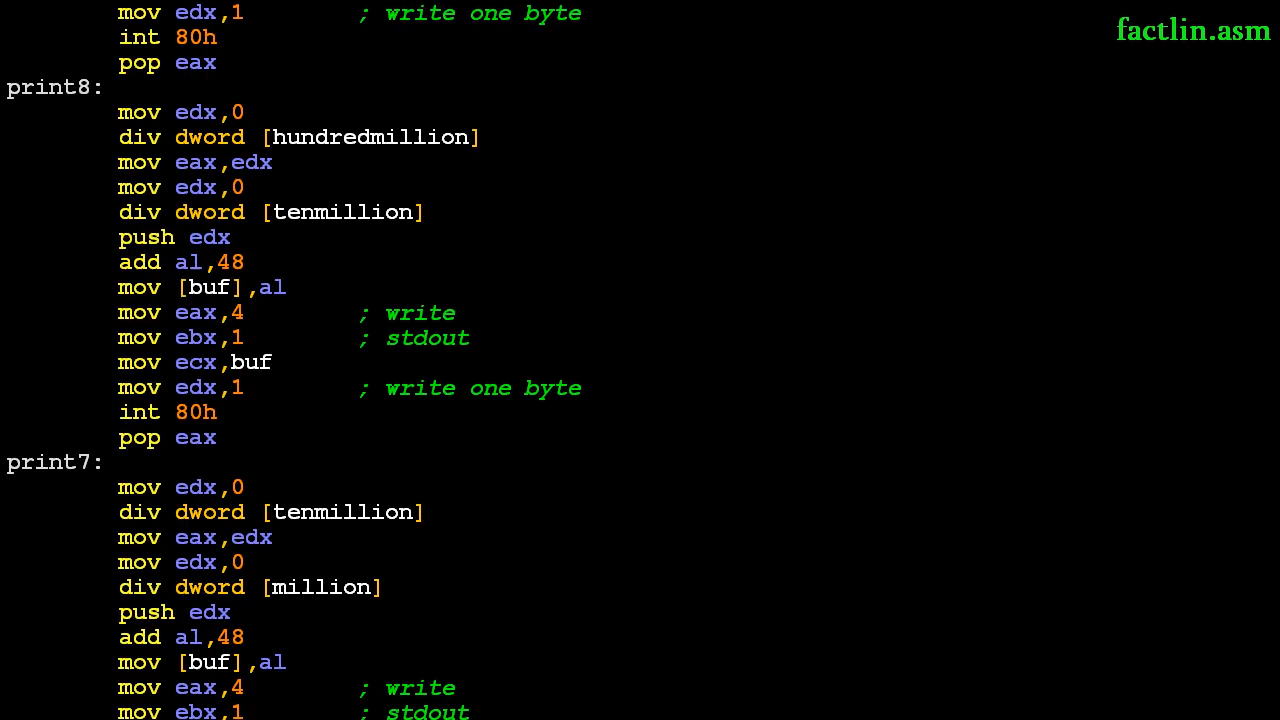 mov edx,1        ; write one byte
factlin.asm
        int 80h
        pop eax
print8:
        mov edx,0
        div dword [hundredmillion]
        mov eax,edx
        mov edx,0
        div dword [tenmillion]
        push edx
        add al,48
        mov [buf],al
        mov eax,4        ; write
        mov ebx,1        ; stdout
        mov ecx,buf
        mov edx,1        ; write one byte
        int 80h
        pop eax
print7:
        mov edx,0
        div dword [tenmillion]
        mov eax,edx
        mov edx,0
        div dword [million]
        push edx
        add al,48
        mov [buf],al
        mov eax,4        ; write
        mov ebx,1        ; stdout